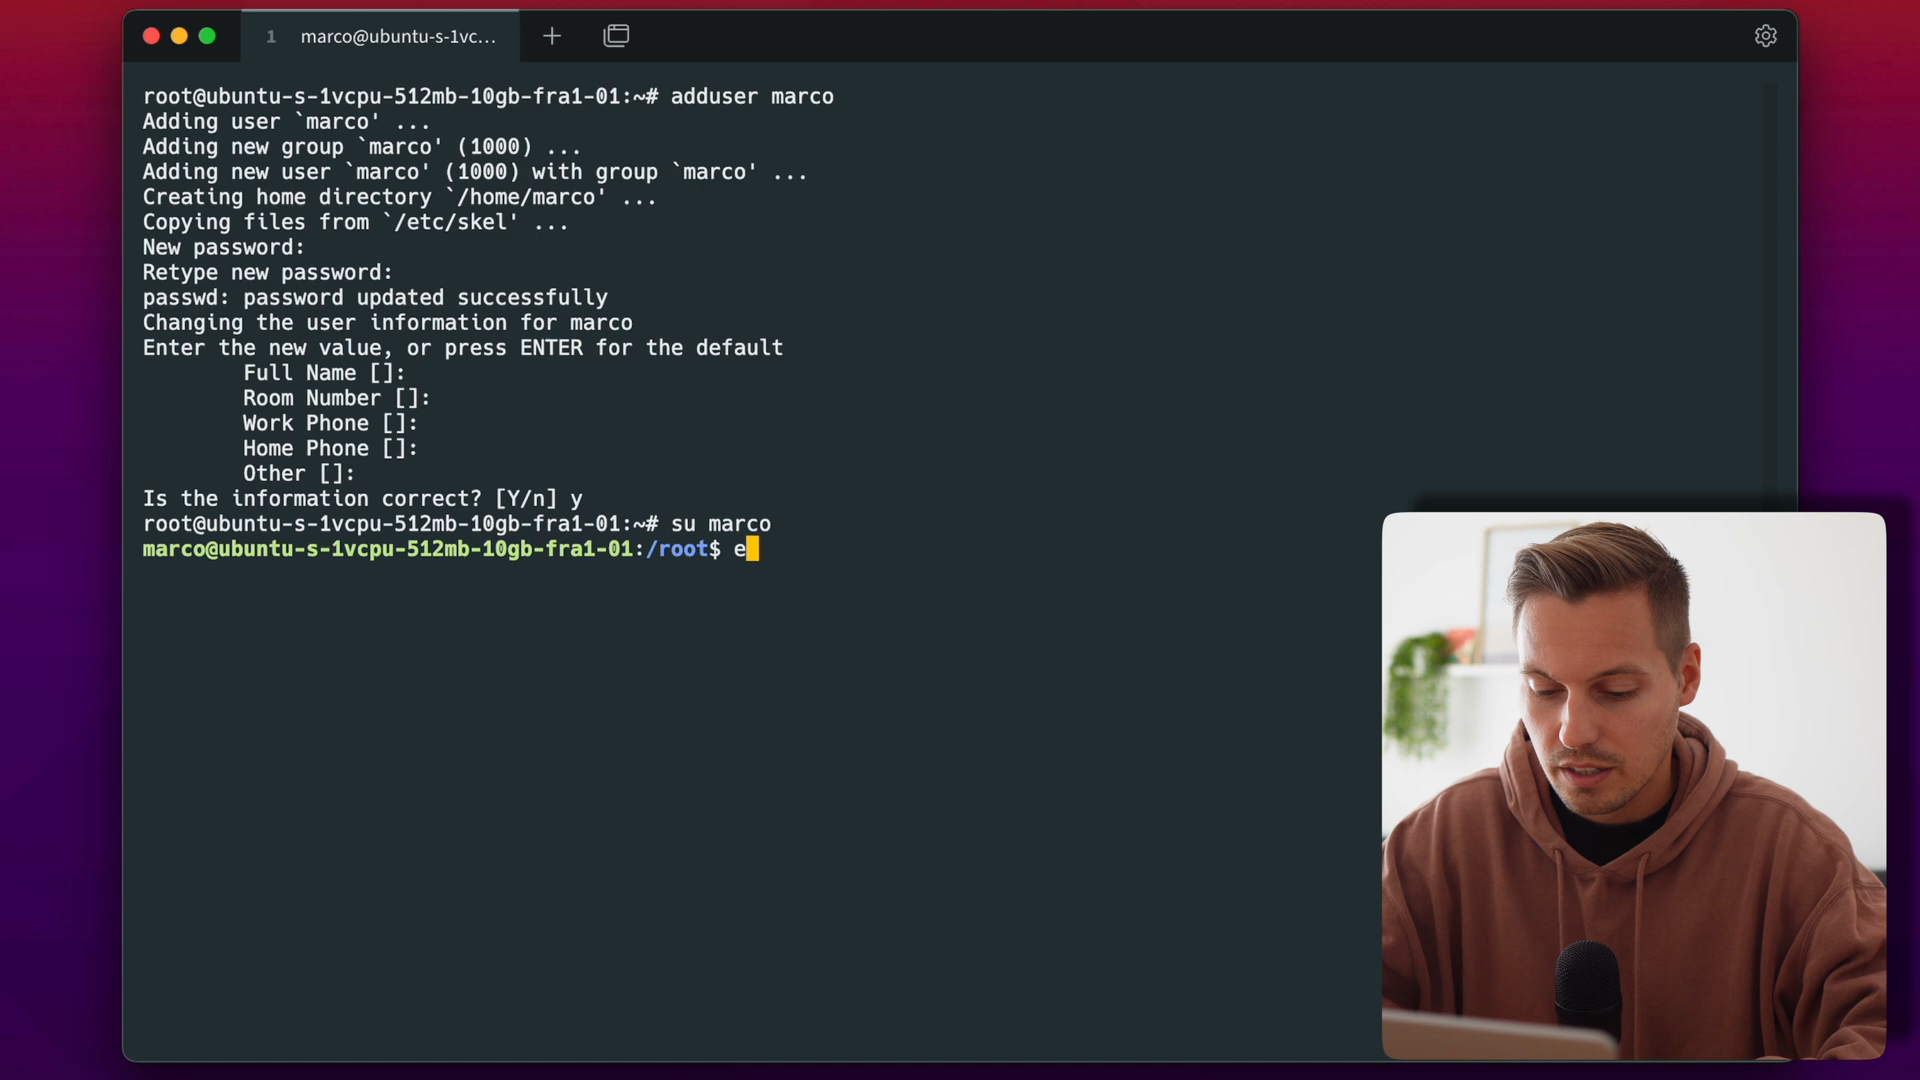 1 marco@ubuntu-s-1vc...
root@ubuntu-s-1vcpu-512mb-10gb-fra1-01:~# adduser marco
Adding user `marco' ...
Adding new group `marco' (1000) ...
Adding new user `marco' (1000) with group `marco' ...
Creating home directory `/home/marco' ...
Copying files from `/etc/skel' ...
New password:
Retype new password:
passwd: password updated successfully
Changing the user information for marco
Enter the new value, or press ENTER for the default
Full Name []:
Room Number []:
Work Phone []:
Home Phone []:
Other []:
Is the information correct? [Y/n] y
root@ubuntu-s-1vcpu-512mb-10gb-fra1-01:~# su marco
marco@ubuntu-s-1vcpu-512mb-10gb-fra1-01:/root$ e